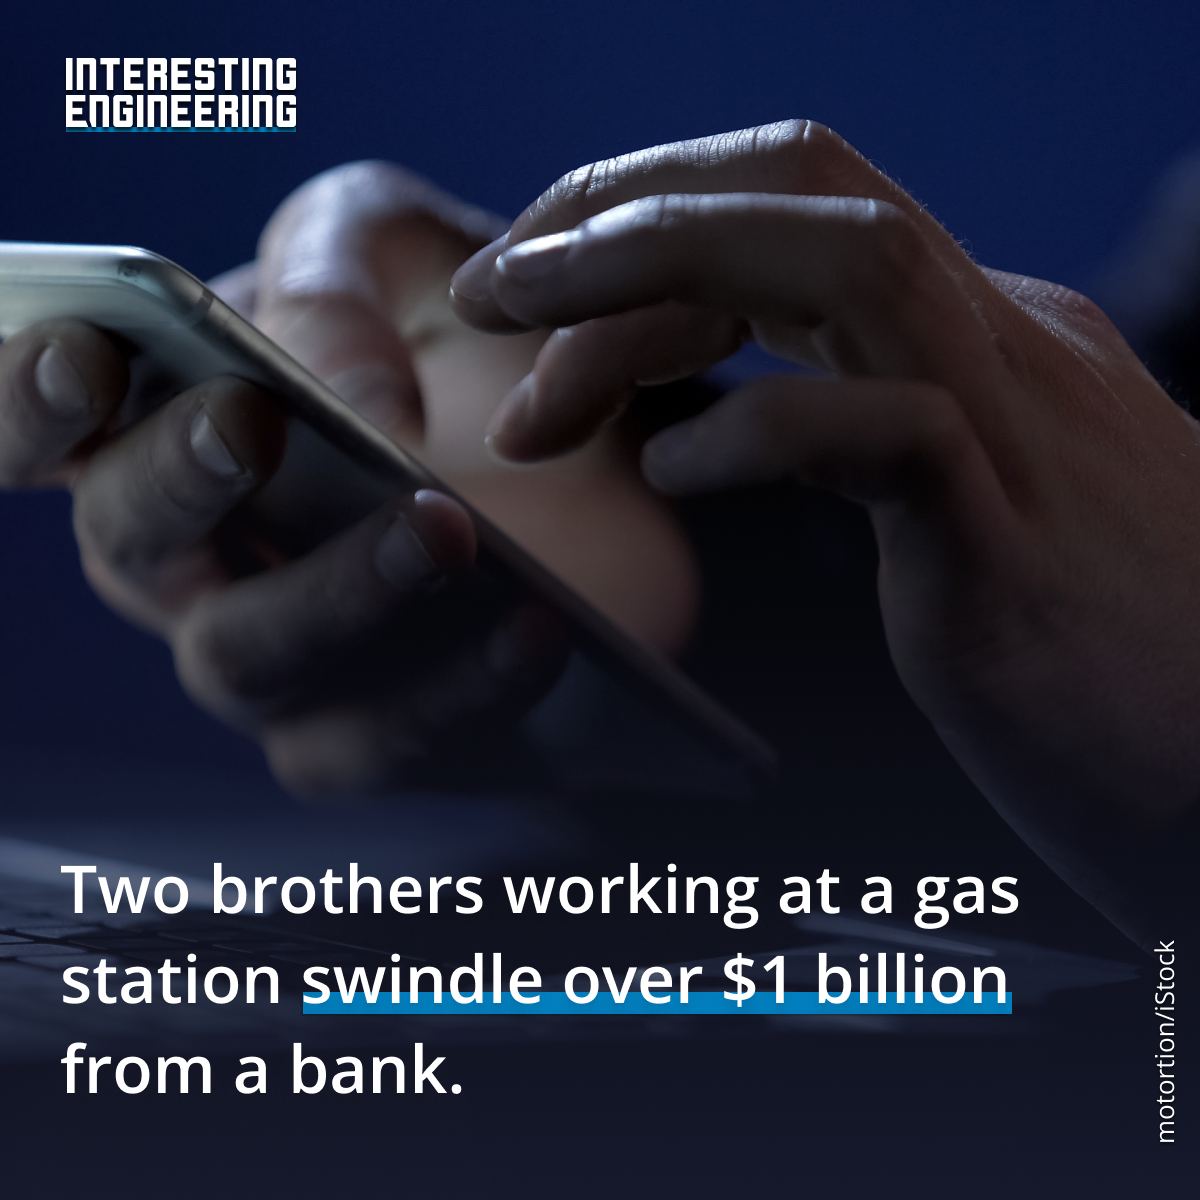 INTERESTING
ENGINEERING
Two brothers working at a gas
station swindle over $1 billion
from a bank.
motortion/iStock